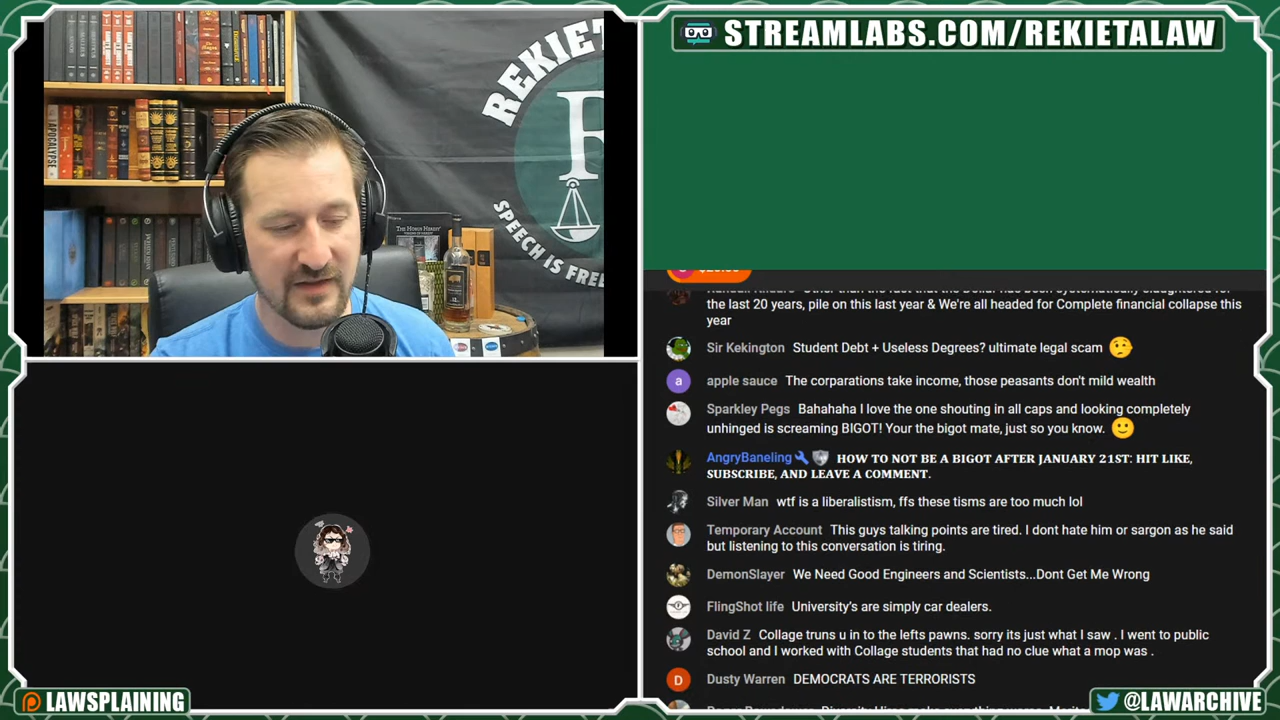 STREAMLABS.COM/REKIETALAW
REKIET
SPEECH IS FREE
APOCALYPSE
THE HORUS HERESY
the last 20 years, pile on this last year & We're all headed for Complete financial collapse this
year
Sir Kekington Student Debt + Useless Degrees? ultimate legal scam
a apple sauce The corparations take income, those peasants don't mild wealth
Sparkley Pegs Bahahaha I love the one shouting in all caps and looking completely
unhinged is screaming BIGOT! Your the bigot mate, just so you know.
AngryBaneling HOW TO NOT BE A BIGOT AFTER JANUARY 21ST: HIT LIKE,
SUBSCRIBE, AND LEAVE A COMMENT.
Silver Man wtf is a liberalistism, ffs these tisms are too much lol
Temporary Account This guys talking points are tired. I dont hate him or sargon as he said
but listening to this conversation is tiring.
DemonSlayer We Need Good Engineers and Scientists...Dont Get Me Wrong
FlingShot life University's are simply car dealers.
David Z Collage truns u in to the lefts pawns. sorry its just what I saw . I went to public
school and I worked with Collage students that had no clue what a mop was .
D Dusty Warren DEMOCRATS ARE TERRORISTS
LAWSPLAINING
@LAWARCHIVE